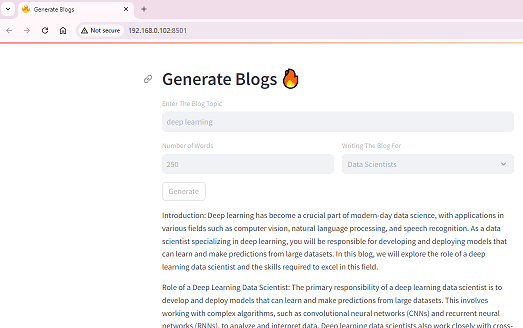 Generate Blogs
Not secure 192.168.0.102:8501
Generate Blogs
Enter The Blog Topic
deep learning
Number of Words
Writing The Blog For
250
Data Scientists
Generate
Introduction: Deep learning has become a crucial part of modern-day data science, with applications in
various fields such as computer vision, natural language processing, and speech recognition. As a data
scientist specializing in deep learning, you will be responsible for developing and deploying models that
can learn and make predictions from large datasets. In this blog, we will explore the role of a deep
learning data scientist and the skills required to excel in this field.
Role of a Deep Learning Data Scientist: The primary responsibility of a deep learning data scientist is to
develop and deploy models that can learn and make predictions from large datasets. This involves
working with complex algorithms, such as convolutional neural networks (CNNs) and recurrent neural
networks (RNNs), to analyze and interpret data. Deep learning data scientists also work closely with cross-